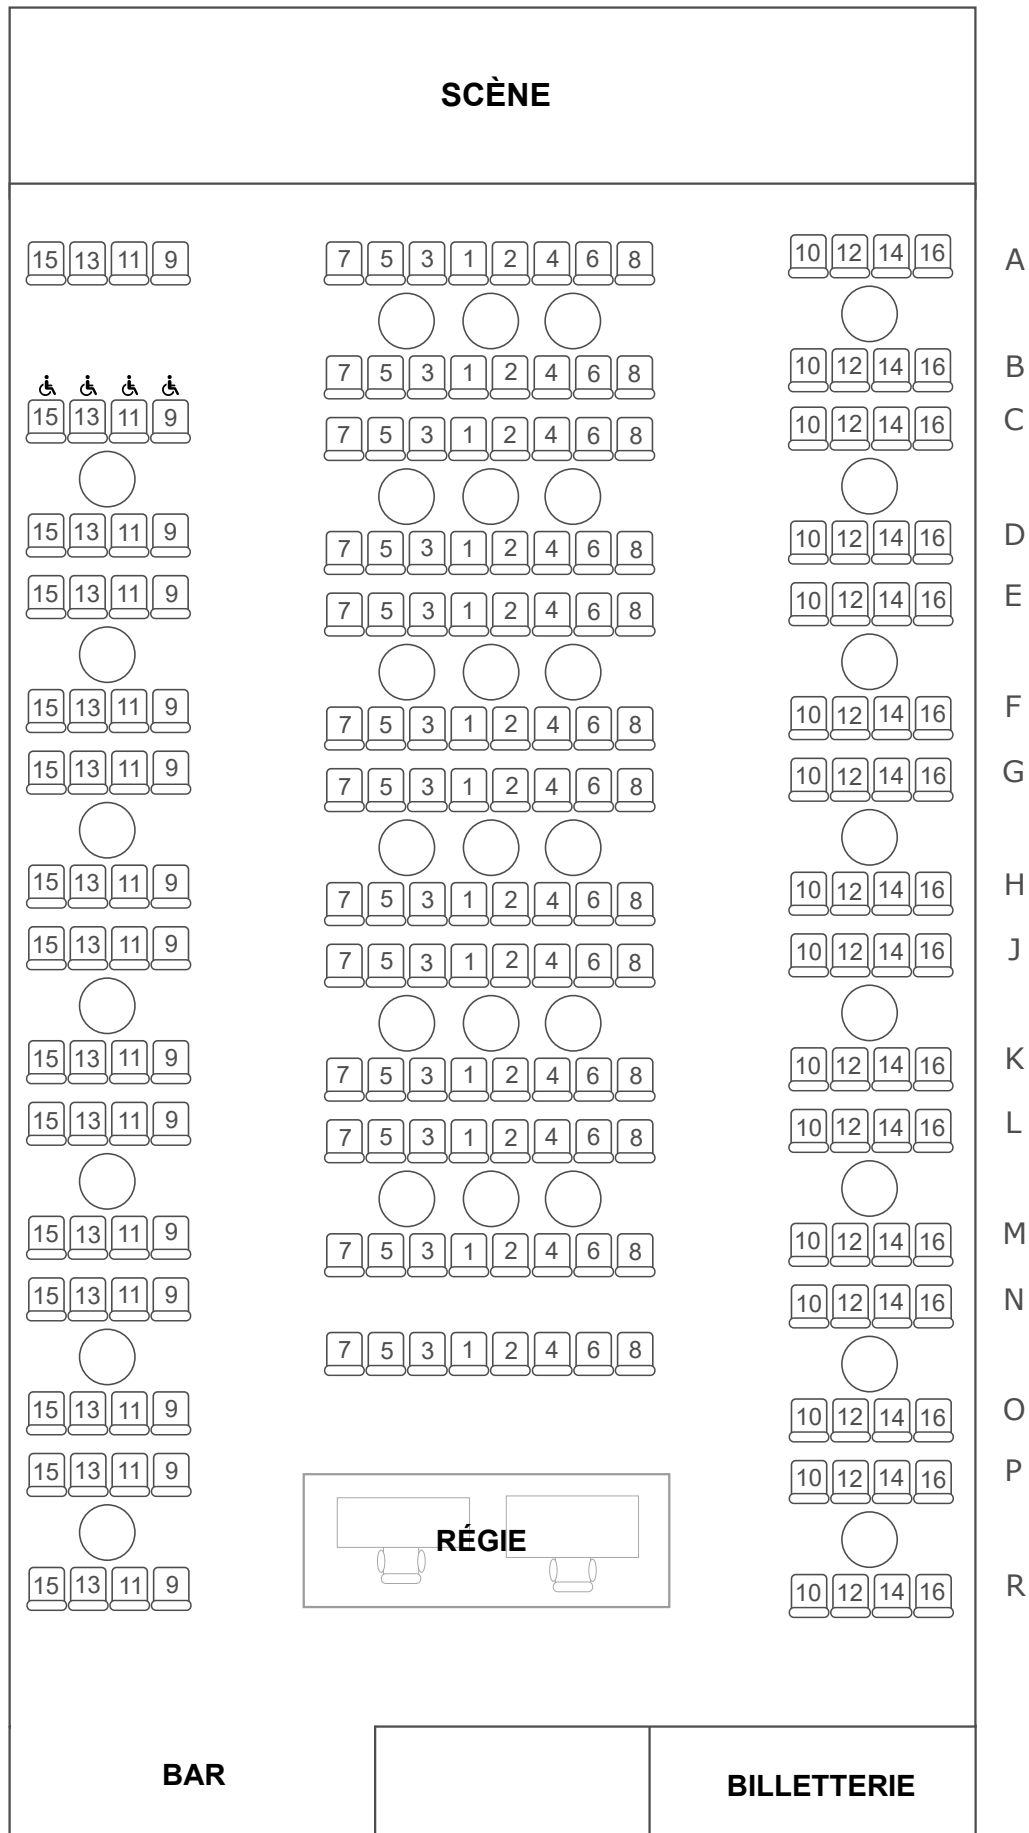 SCÈNE
15 13 11 9 7 5 3 1 2 4 6 8 10 12 14 16 A
7 5 3 1 2 4 6 8 10 12 14 16 B
15 13 11 9 7 5 3 1 2 4 6 8 10 12 14 16 C
15 13 11 9 7 5 3 1 2 4 6 8 10 12 14 16 D
15 13 11 9 7 5 3 1 2 4 6 8 10 12 14 16 E
15 13 11 9 7 5 3 1 2 4 6 8 10 12 14 16 F
15 13 11 9 7 5 3 1 2 4 6 8 10 12 14 16 G
15 13 11 9 7 5 3 1 2 4 6 8 10 12 14 16 H
15 13 11 9 7 5 3 1 2 4 6 8 10 12 14 16 J
15 13 11 9 7 5 3 1 2 4 6 8 10 12 14 16 K
15 13 11 9 7 5 3 1 2 4 6 8 10 12 14 16 L
15 13 11 9 7 5 3 1 2 4 6 8 10 12 14 16 M
15 13 11 9 10 12 14 16 N
7 5 3 1 2 4 6 8
15 13 11 9 10 12 14 16 O
15 13 11 9 10 12 14 16 P
RÉGIE
15 13 11 9 10 12 14 16 R
BAR
BILLETTERIE